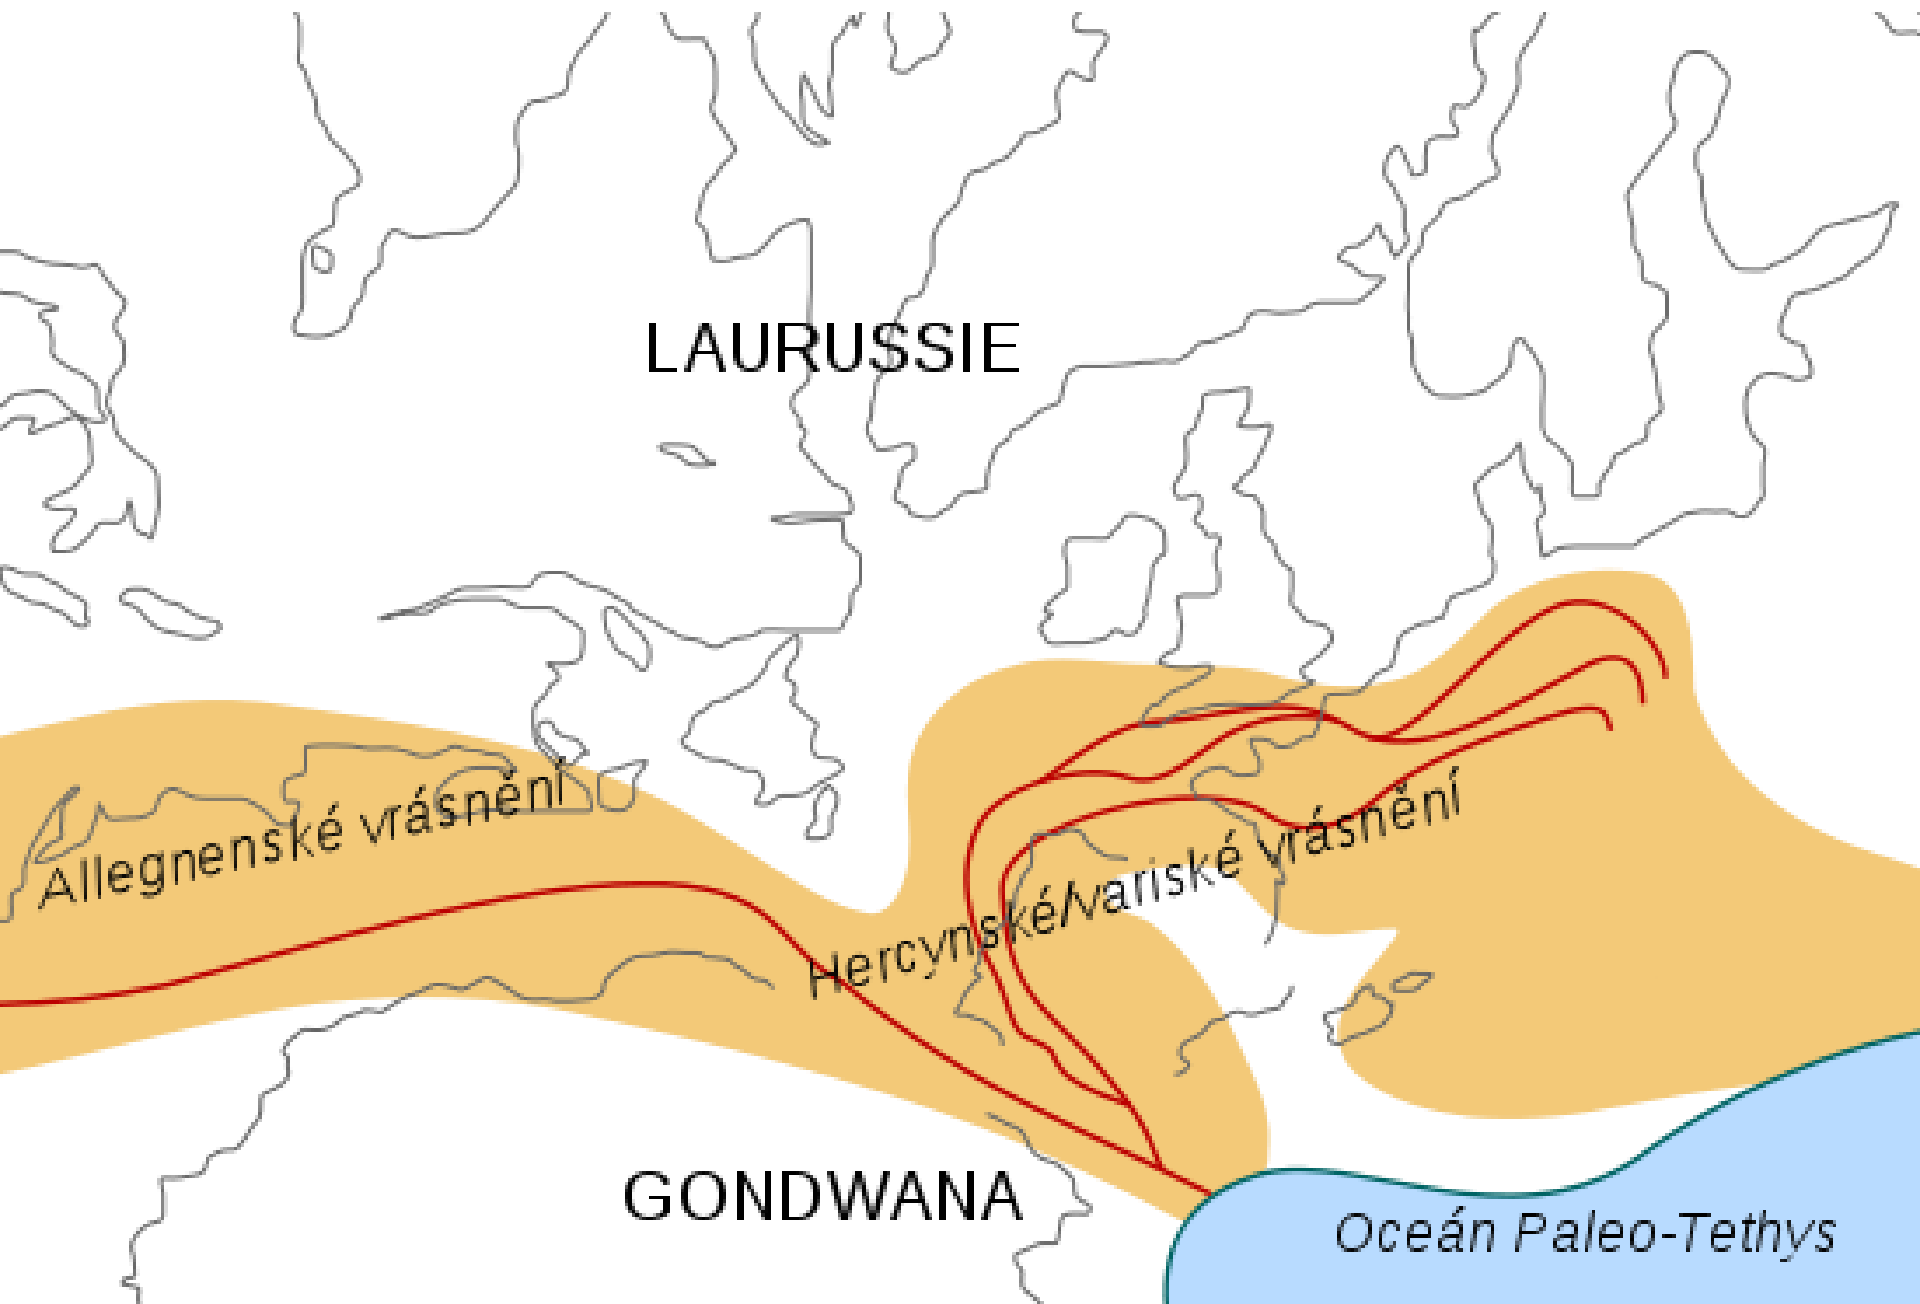 LAURUSSIE
Allegnenské vrásnění
Hercynské/variské vrásnění
GONDWANA
Oceán Paleo-Tethys